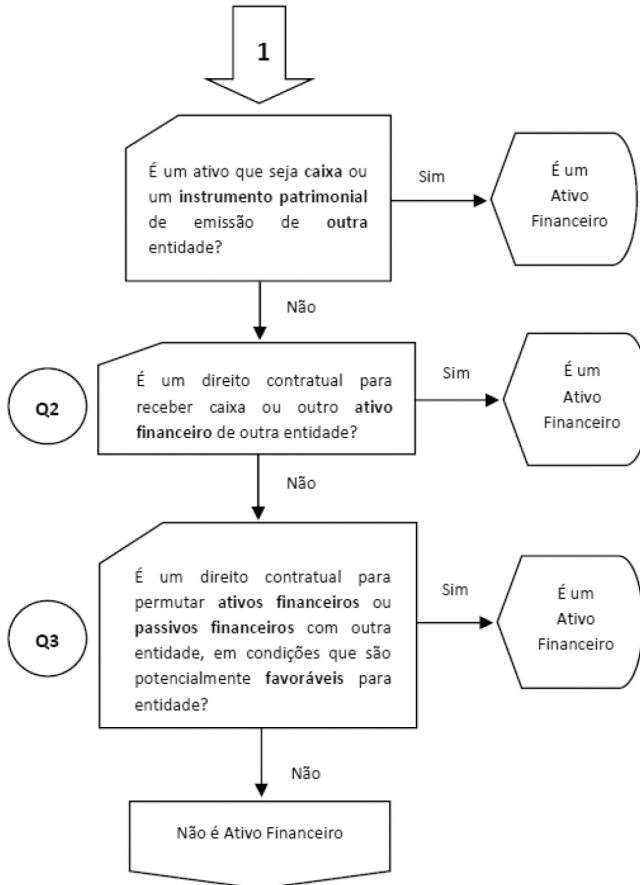 1
É um ativo que seja caixa ou
um instrumento patrimonial
de emissão de outra
entidade?
Sim
É um
Ativo
Financeiro
Não
Q2
É um direito contratual para
receber caixa ou outro ativo
financeiro de outra entidade?
Sim
É um
Ativo
Financeiro
Não
Q3
É um direito contratual para
permutar ativos financeiros ou
passivos financeiros com outra
entidade, em condições que são
potencialmente favoráveis para
entidade?
Sim
É um
Ativo
Financeiro
Não
Não é Ativo Financeiro